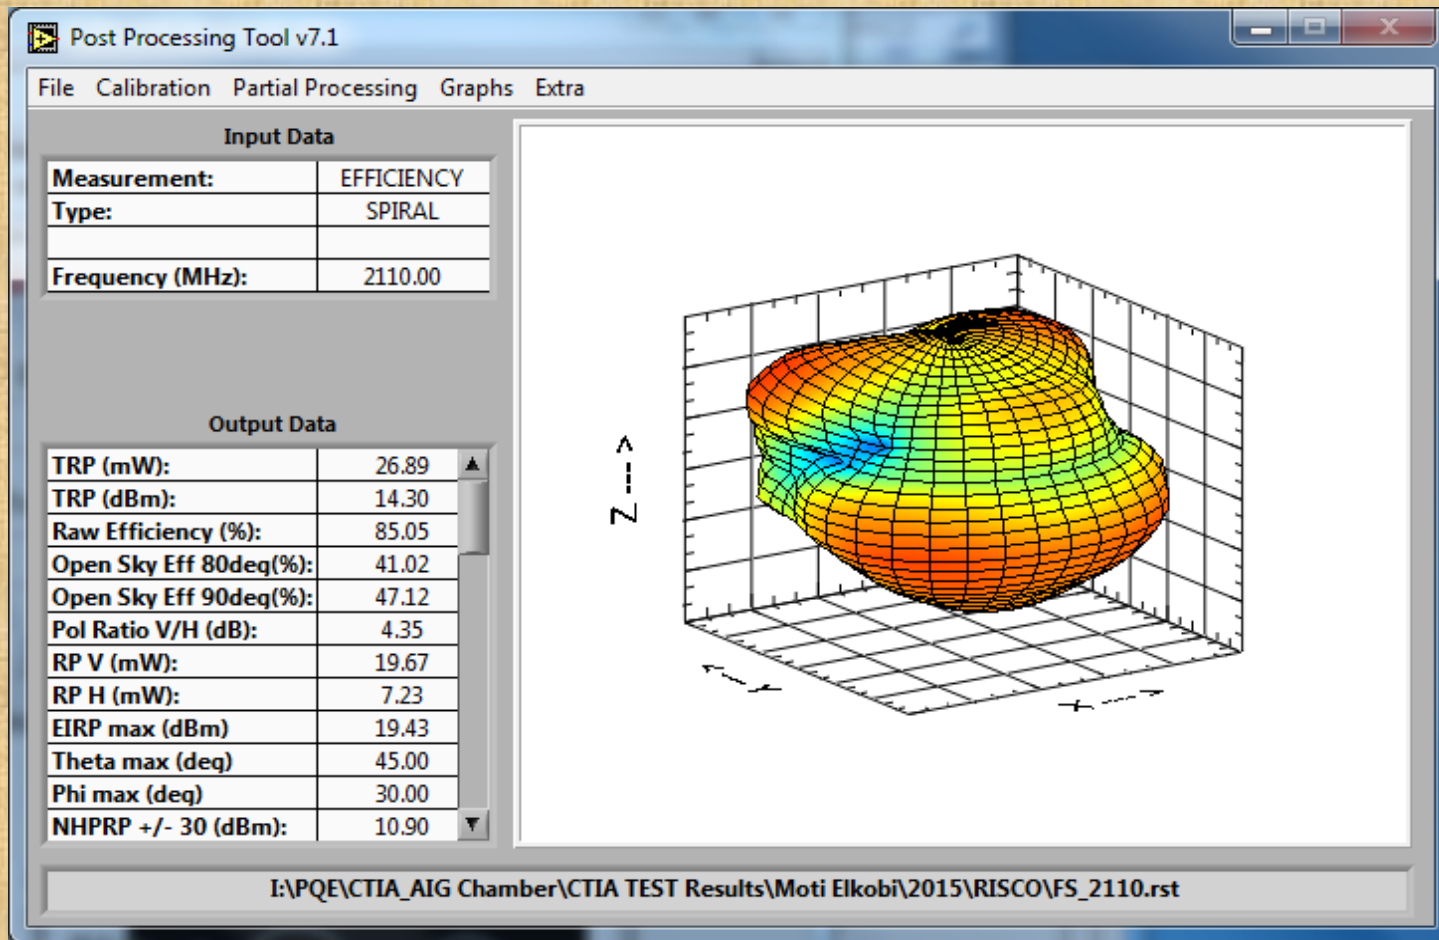 Post Processing Tool v7.1
File Calibration Partial Processing Graphs Extra
Input Data
Measurement: EFFICIENCY
Type: SPIRAL
Frequency (MHz): 2110.00
Output Data
TRP (mW): 26.89
TRP (dBm): 14.30
Raw Efficiency (%): 85.05
Open Sky Eff 80deg(%): 41.02
Open Sky Eff 90deg(%): 47.12
Pol Ratio V/H (dB): 4.35
RP V (mW): 19.67
RP H (mW): 7.23
EIRP max (dBm) 19.43
Theta max (deg) 45.00
Phi max (deg) 30.00
NHPRP +/- 30 (dBm): 10.90
Z --->
<--- Y
X --->
I:\PQE\CTIA_AIG Chamber\CTIA TEST Results\Moti Elkobi\2015\RISCO\FS_2110.rst